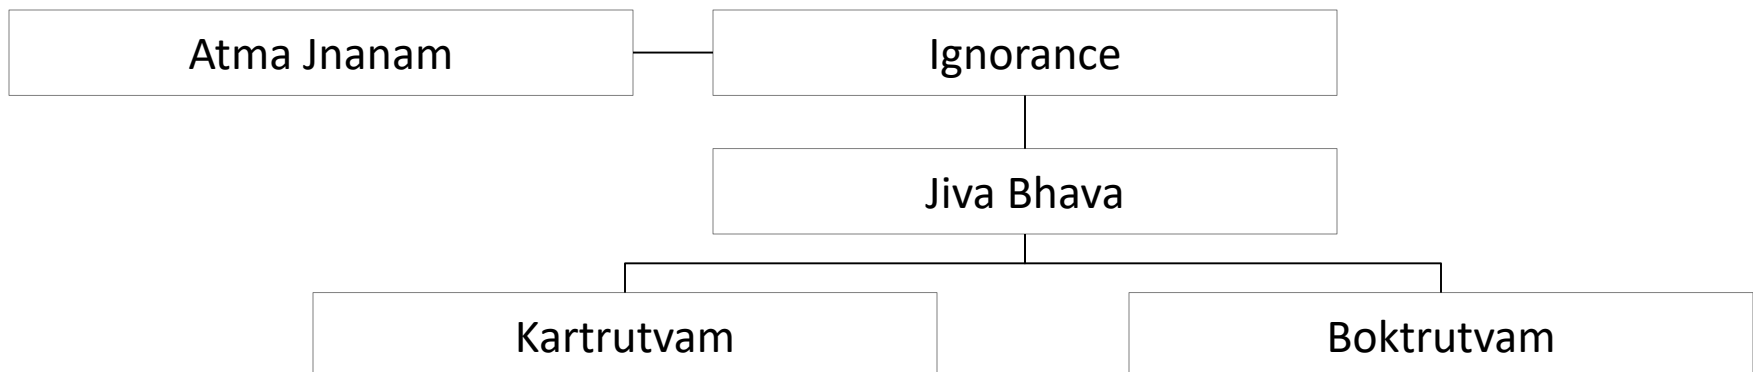 Atma Jnanam
Ignorance
Jiva Bhava
Kartrutvam
Boktrutvam